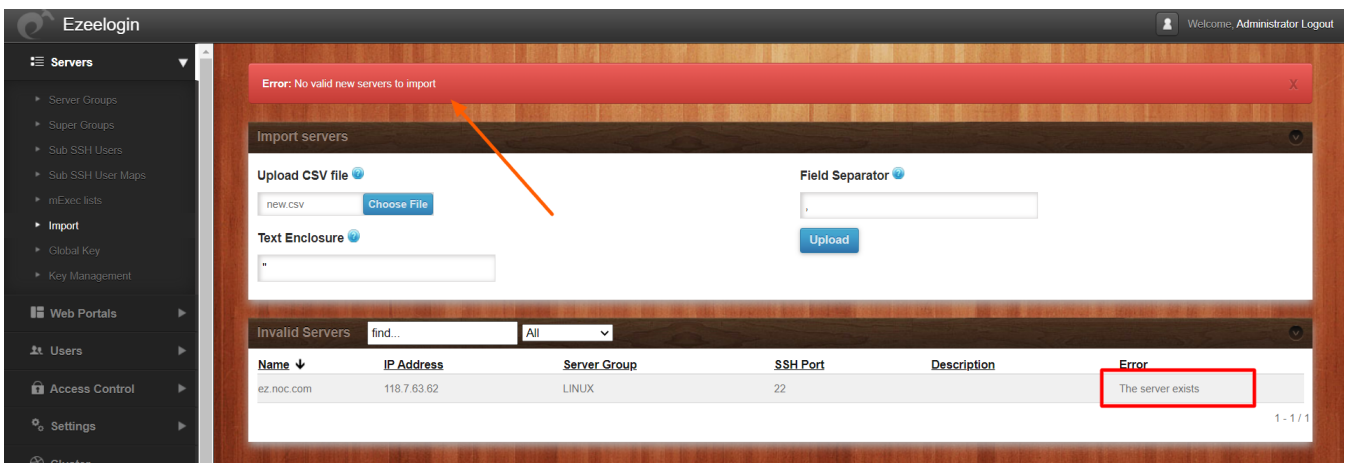 Ezeelogin
Welcome, Administrator Logout
Servers
Server Groups
Super Groups
Sub SSH Users
Sub SSH User Maps
mExec lists
Import
Global Key
Key Management
Web Portals
Users
Access Control
Settings
Cluster
Error: No valid new servers to import
X
Import servers
Upload CSV file
Field Separator
new.csv
Choose File
,
Text Enclosure
Upload
"
Invalid Servers
find...
All
Name IP Address Server Group SSH Port Description Error
ez.noc.com 118.7.63.62 LINUX 22 The server exists
1 - 1 / 1